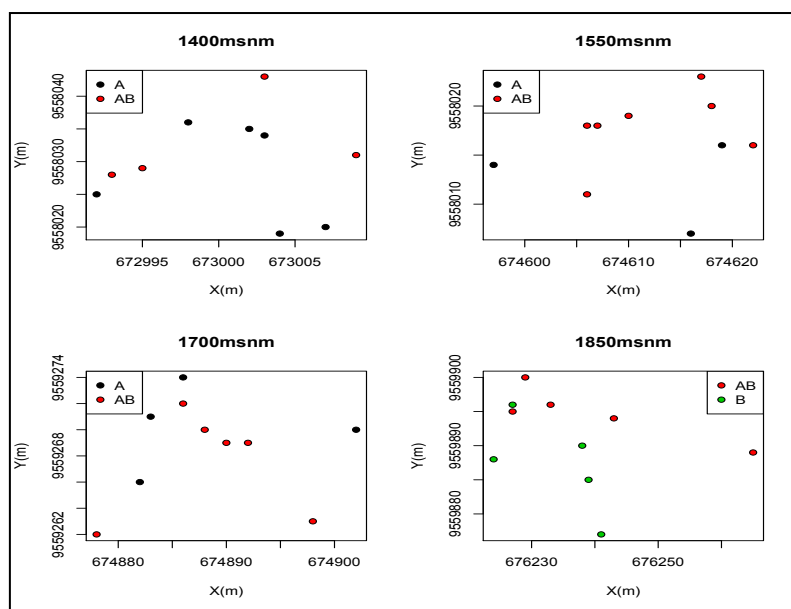 1400msnm
A
AB
Y(m)
9558040
9558030
9558020
672995 673000 673005
X(m)
1550msnm
A
AB
Y(m)
9558020
9558010
674600 674610 674620
X(m)
1700msnm
A
AB
Y(m)
9559274
9559268
9559262
674880 674890 674900
X(m)
1850msnm
AB
B
Y(m)
9559900
9559890
9559880
676230 676250
X(m)